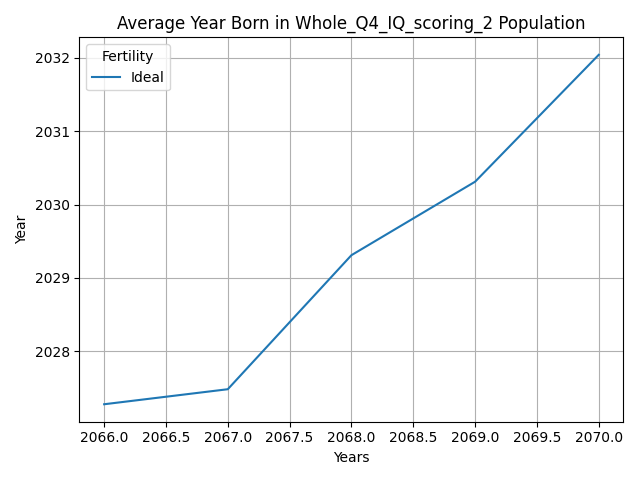 Average Year Born in Whole_Q4_IQ_scoring_2 Population
Fertility
Ideal
2032
2031
2030
2029
2028
Year
2066.0 2066.5 2067.0 2067.5 2068.0 2068.5 2069.0 2069.5 2070.0
Years